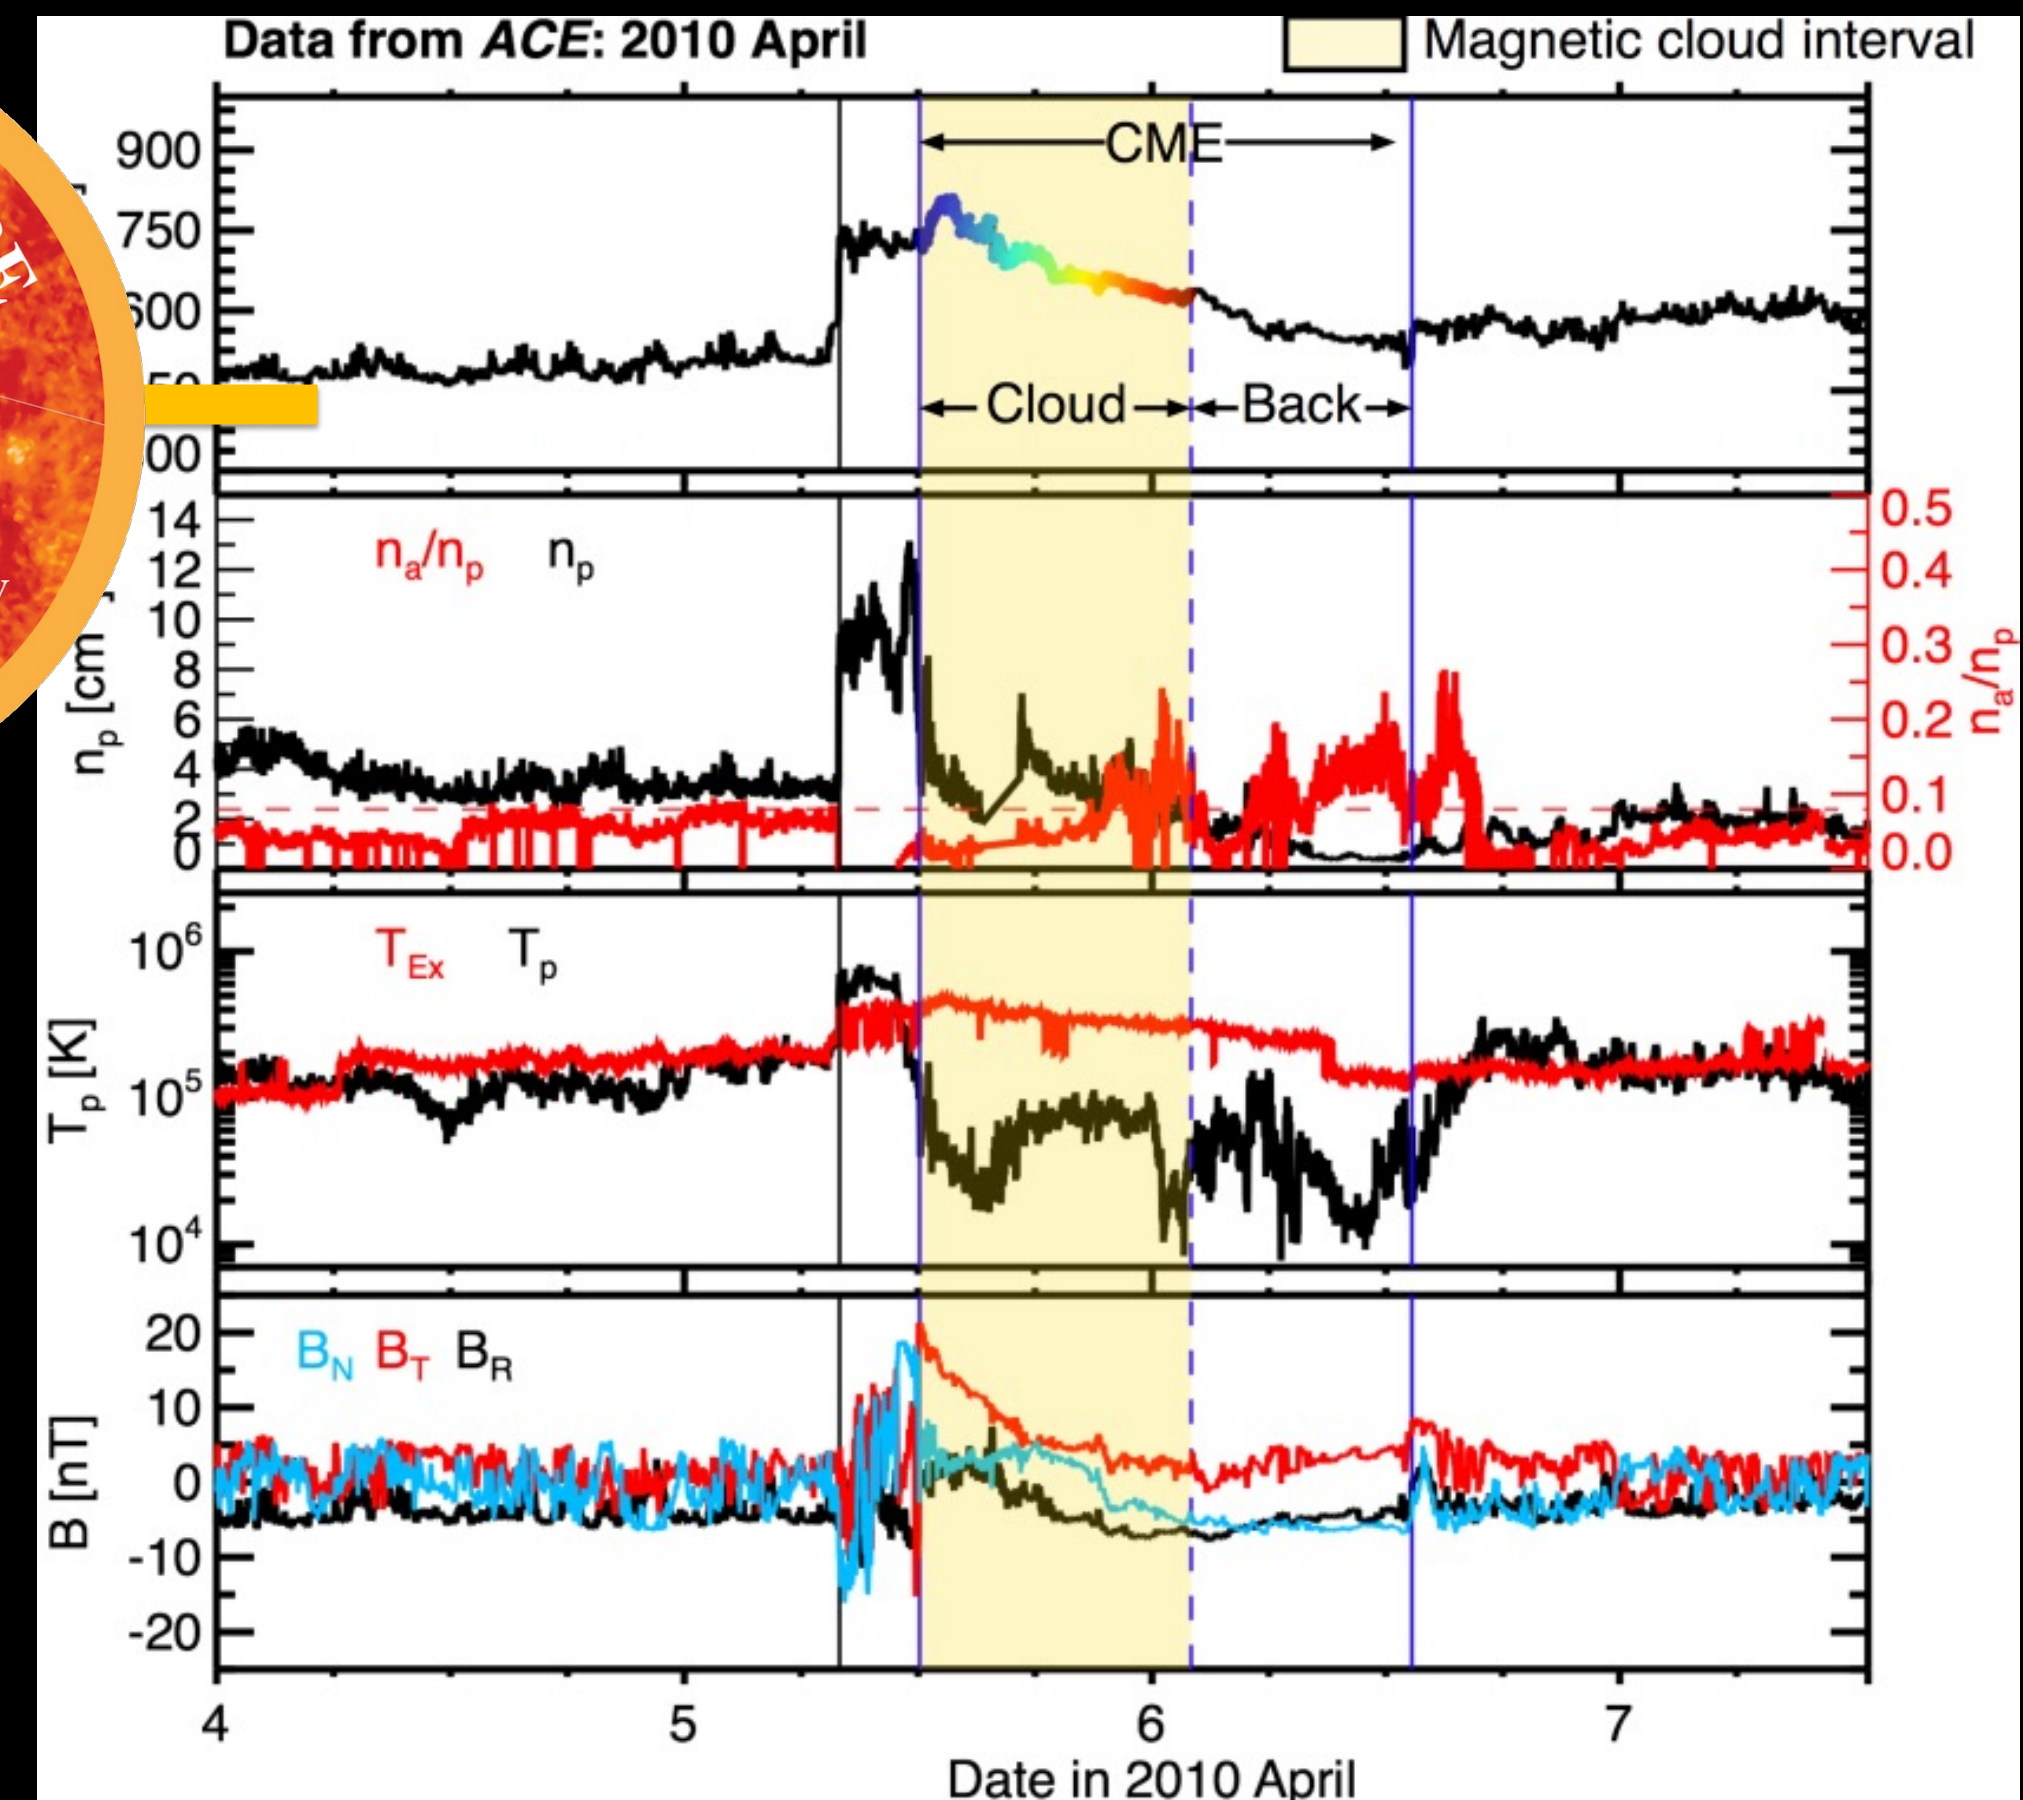 Data from ACE: 2010 April
Magnetic cloud interval
900
750
600
50
00
CME
Cloud
Back
14
12
10
8
6
4
2
0
n_p [cm
n_a/n_p n_p
0.5
0.4
0.3
0.2
0.1
0.0
n_a/n_p
10^6
10^5
10^4
T_p [K]
T_Ex T_p
20
10
0
-10
-20
B [nT]
B_N B_T B_R
4 5 6 7
Date in 2010 April